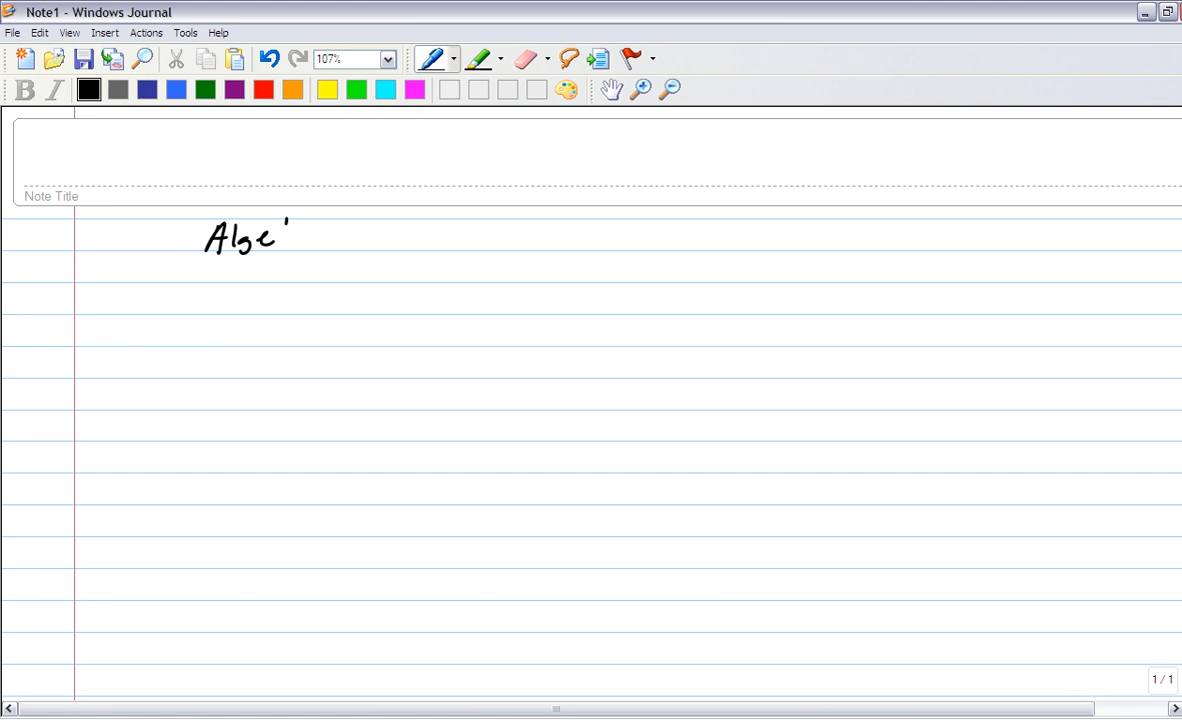 Note1 - Windows Journal
File Edit View Insert Actions Tools Help
107%
B I
Note Title
Alge
1 / 1